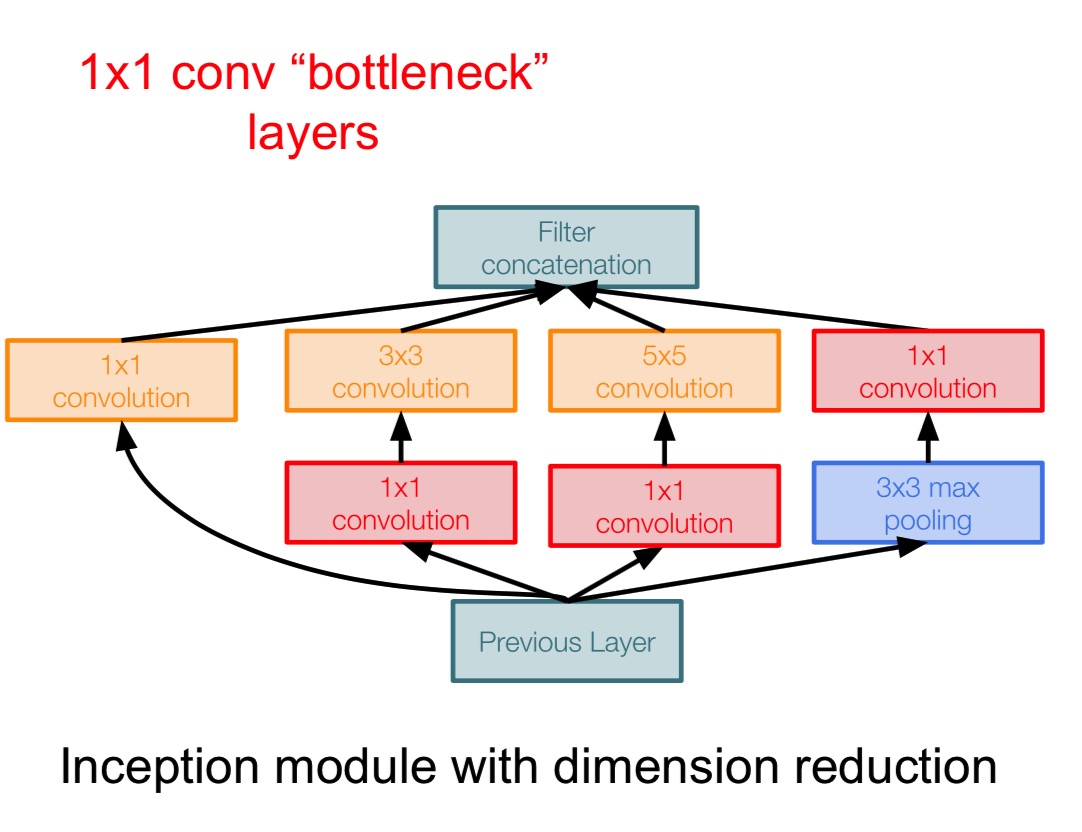 1x1 conv “bottleneck”
layers
Filter
concatenation
1x1
convolution
3x3
convolution
5x5
convolution
1x1
convolution
1x1
convolution
1x1
convolution
3x3 max
pooling
Previous Layer
Inception module with dimension reduction